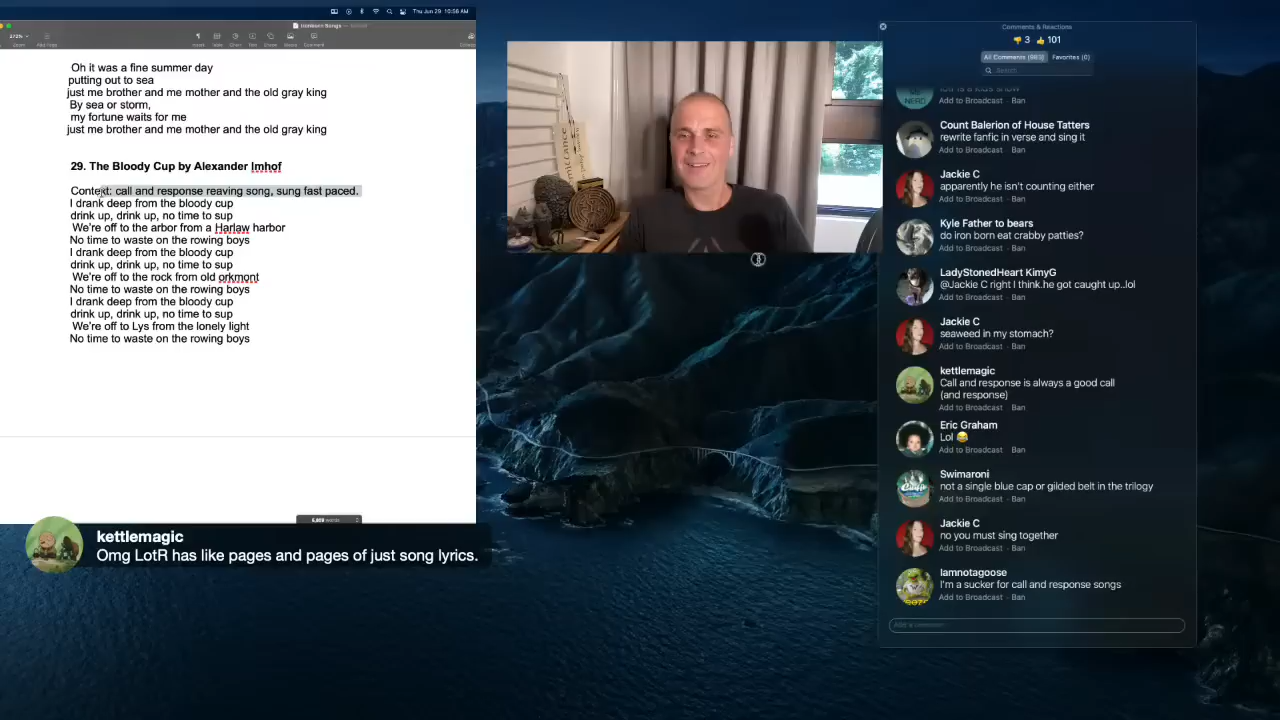 Thu Jun 29 10:56 AM
Ironborn Songs
Oh it was a fine summer day
putting out to sea
just me brother and me mother and the old gray king
By sea or storm,
my fortune waits for me
just me brother and me mother and the old gray king
29. The Bloody Cup by Alexander Imhof
Context: call and response reaving song, sung fast paced.
I drank deep from the bloody cup
drink up, drink up, no time to sup
We're off to the arbor from a Harlaw harbor
No time to waste on the rowing boys
I drank deep from the bloody cup
drink up, drink up, no time to sup
We're off to the rock from old orkmont
No time to waste on the rowing boys
I drank deep from the bloody cup
drink up, drink up, no time to sup
We're off to Lys from the lonely light
No time to waste on the rowing boys
kettlemagic
Omg LotR has like pages and pages of just song lyrics.
Comments & Reactions
👎 3 👍 101
Favorites (0)
Search
Add to Broadcast · Ban
Count Balerion of House Tatters
rewrite fanfic in verse and sing it
Add to Broadcast · Ban
Jackie C
apparently he isn't counting either
Add to Broadcast · Ban
Kyle Father to bears
do iron born eat crabby patties?
Add to Broadcast · Ban
LadyStonedHeart KimyG
@Jackie C right I think.he got caught up..lol
Add to Broadcast · Ban
Jackie C
seaweed in my stomach?
Add to Broadcast · Ban
kettlemagic
Call and response is always a good call
(and response)
Add to Broadcast · Ban
Eric Graham
Lol 😂
Add to Broadcast · Ban
Swimaroni
not a single blue cap or gilded belt in the trilogy
Add to Broadcast · Ban
Jackie C
no you must sing together
Add to Broadcast · Ban
Iamnotagoose
I'm a sucker for call and response songs
Add to Broadcast · Ban